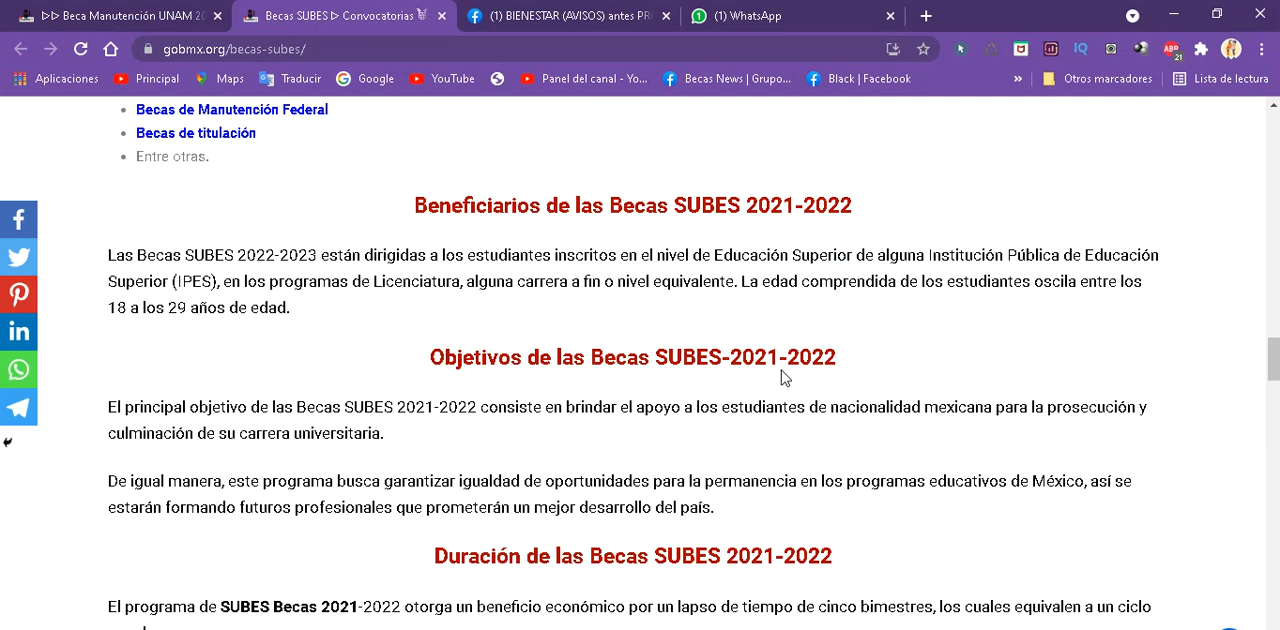 ▷▷ Beca Manutención UNAM 20
Becas SUBES ▷ Convocatorias
(1) BIENESTAR (AVISOS) antes PR
(1) WhatsApp
gobmx.org/becas-subes/
Aplicaciones
Principal
Maps
Traducir
Google
YouTube
Panel del canal - Yo...
Becas News | Grupo...
Black | Facebook
»
Otros marcadores
Lista de lectura
IQ
ABP
21
Becas de Manutención Federal
Becas de titulación
Entre otras.
Beneficiarios de las Becas SUBES 2021-2022
Las Becas SUBES 2022-2023 están dirigidas a los estudiantes inscritos en el nivel de Educación Superior de alguna Institución Pública de Educación
Superior (IPES), en los programas de Licenciatura, alguna carrera a fin o nivel equivalente. La edad comprendida de los estudiantes oscila entre los
18 a los 29 años de edad.
Objetivos de las Becas SUBES-2021-2022
El principal objetivo de las Becas SUBES 2021-2022 consiste en brindar el apoyo a los estudiantes de nacionalidad mexicana para la prosecución y
culminación de su carrera universitaria.
De igual manera, este programa busca garantizar igualdad de oportunidades para la permanencia en los programas educativos de México, así se
estarán formando futuros profesionales que prometerán un mejor desarrollo del país.
Duración de las Becas SUBES 2021-2022
El programa de SUBES Becas 2021-2022 otorga un beneficio económico por un lapso de tiempo de cinco bimestres, los cuales equivalen a un ciclo